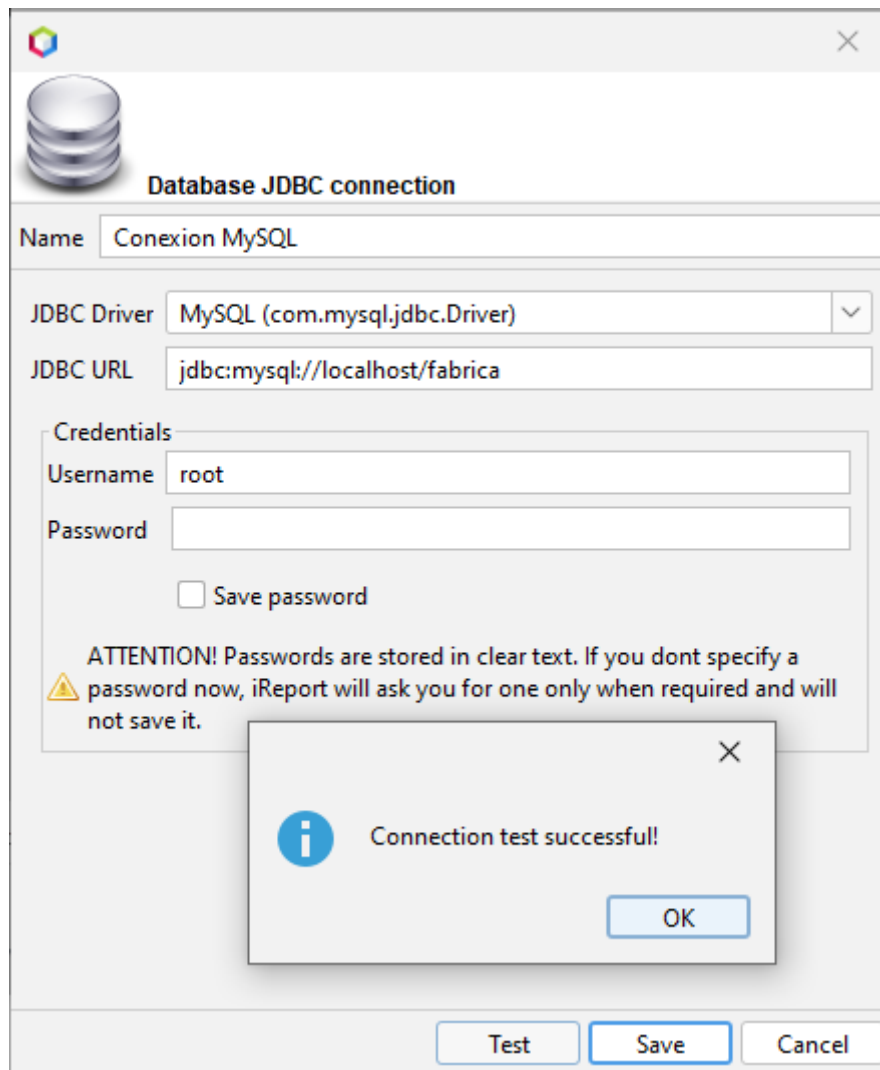 Database JDBC connection
Name Conexion MySQL
JDBC Driver MySQL (com.mysql.jdbc.Driver)
JDBC URL jdbc:mysql://localhost/fabrica
Credentials
Username root
Password
Save password
ATTENTION! Passwords are stored in clear text. If you dont specify a
password now, iReport will ask you for one only when required and will
not save it.
Connection test successful!
OK
Test Save Cancel